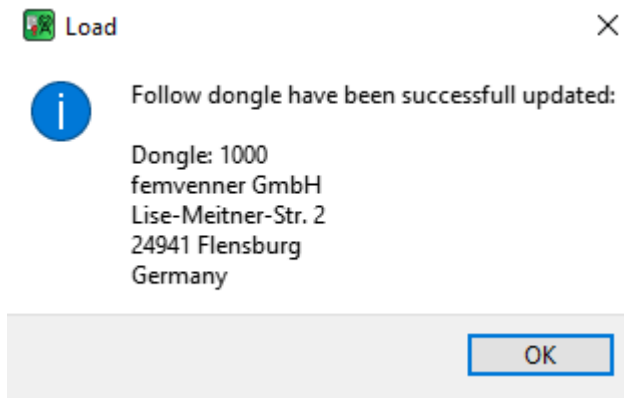 Load
Follow dongle have been successfull updated:
Dongle: 1000
femvenner GmbH
Lise-Meitner-Str. 2
24941 Flensburg
Germany
OK